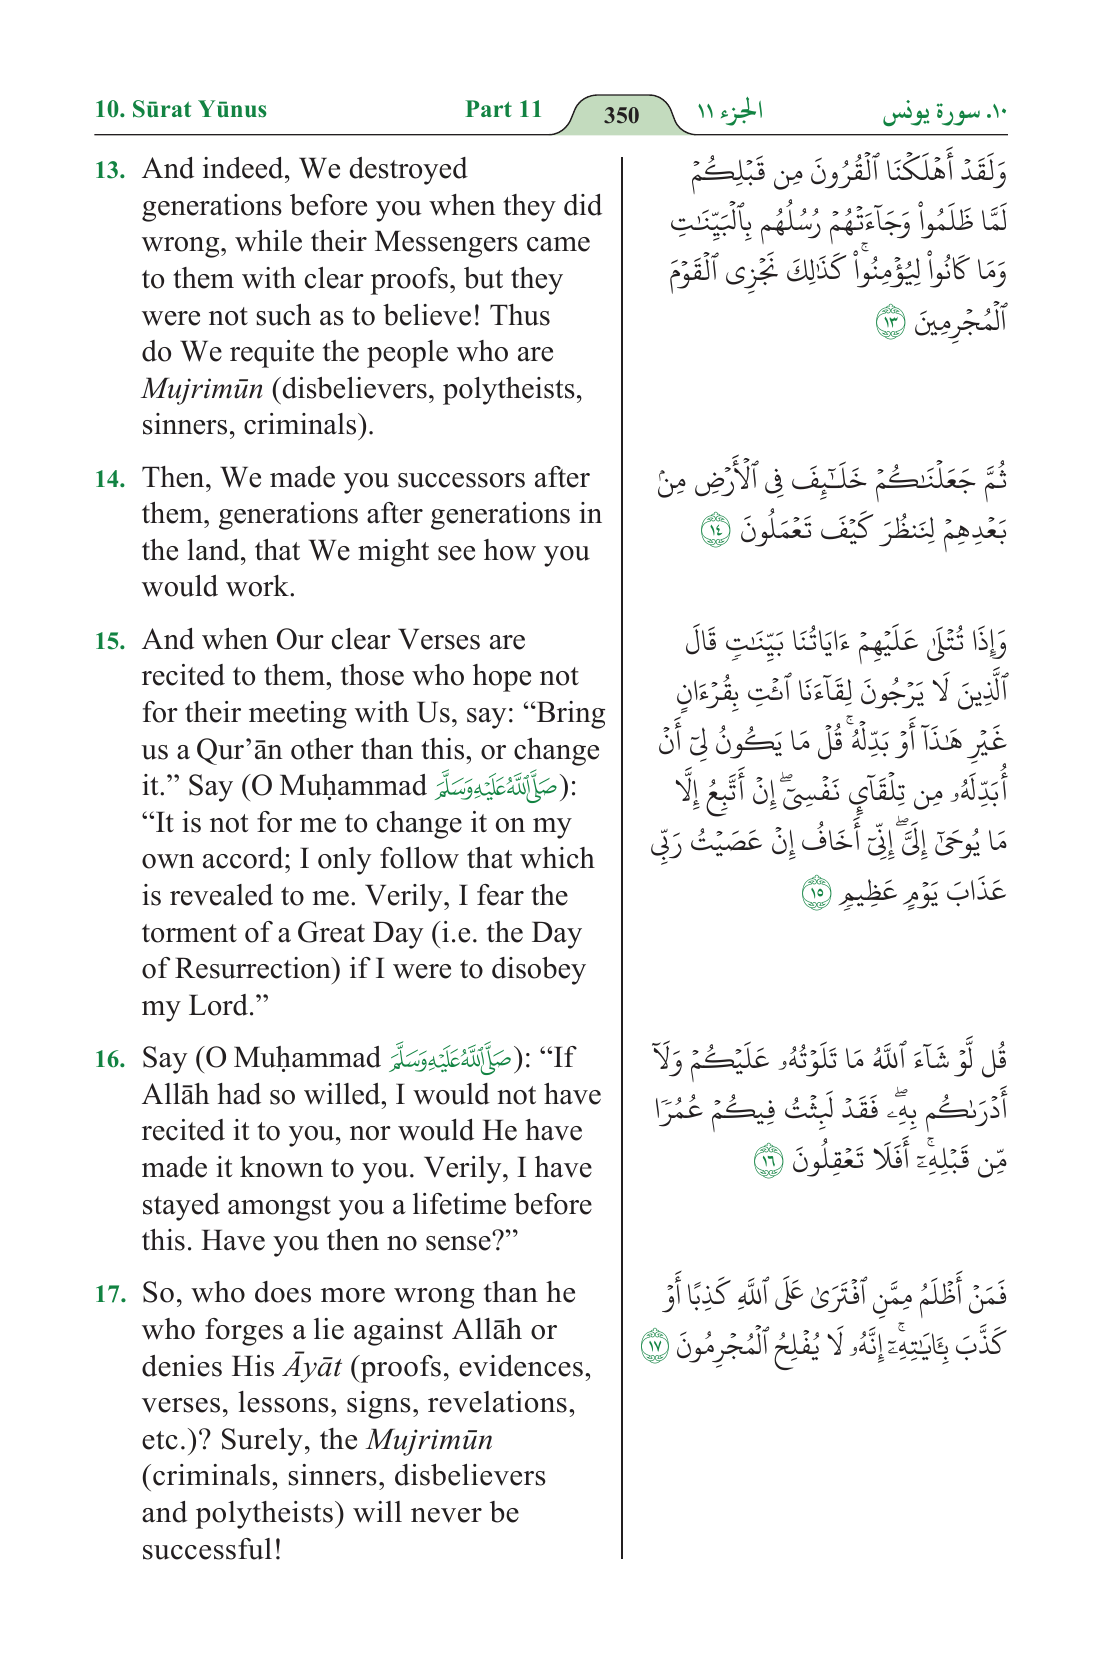 10. Sūrat Yūnus
Part 11
350
الجزء ١١
١٠. سورة يونس
13. And indeed, We destroyed
generations before you when they did
wrong, while their Messengers came
to them with clear proofs, but they
were not such as to believe! Thus
do We requite the people who are
Mujrimūn (disbelievers, polytheists,
sinners, criminals).
وَلَقَدۡ أَهۡلَكۡنَا ٱلۡقُرُونَ مِن قَبۡلِكُمۡ
لَمَّا ظَلَمُواْ وَجَآءَتۡهُمۡ رُسُلُهُم بِٱلۡبَيِّنَٰتِ
وَمَا كَانُواْ لِيُؤۡمِنُواْۚ كَذَٰلِكَ نَجۡزِي ٱلۡقَوۡمَ
ٱلۡمُجۡرِمِينَ ١٣
14. Then, We made you successors after
them, generations after generations in
the land, that We might see how you
would work.
ثُمَّ جَعَلۡنَٰكُمۡ خَلَٰٓئِفَ فِي ٱلۡأَرۡضِ مِنۢ
بَعۡدِهِمۡ لِنَنظُرَ كَيۡفَ تَعۡمَلُونَ ١٤
15. And when Our clear Verses are
recited to them, those who hope not
for their meeting with Us, say: “Bring
us a Qur’ān other than this, or change
it.” Say (O Muḥammad صَلَّى ٱللَّهُ عَلَيْهِ وَسَلَّمَ):
“It is not for me to change it on my
own accord; I only follow that which
is revealed to me. Verily, I fear the
torment of a Great Day (i.e. the Day
of Resurrection) if I were to disobey
my Lord.”
وَإِذَا تُتۡلَىٰ عَلَيۡهِمۡ ءَايَاتُنَا بَيِّنَٰتٖ قَالَ
ٱلَّذِينَ لَا يَرۡجُونَ لِقَآءَنَا ٱئۡتِ بِقُرۡءَانٍ
غَيۡرِ هَٰذَآ أَوۡ بَدِّلۡهُۚ قُلۡ مَا يَكُونُ لِيٓ أَنۡ
أُبَدِّلَهُۥ مِن تِلۡقَآيِٕ نَفۡسِيٓۖ إِنۡ أَتَّبِعُ إِلَّا
مَا يُوحَىٰٓ إِلَيَّۖ إِنِّيٓ أَخَافُ إِنۡ عَصَيۡتُ رَبِّي
عَذَابَ يَوۡمٍ عَظِيمٖ ١٥
16. Say (O Muḥammad صَلَّى ٱللَّهُ عَلَيْهِ وَسَلَّمَ): “If
Allāh had so willed, I would not have
recited it to you, nor would He have
made it known to you. Verily, I have
stayed amongst you a lifetime before
this. Have you then no sense?”
قُل لَّوۡ شَآءَ ٱللَّهُ مَا تَلَوۡتُهُۥ عَلَيۡكُمۡ وَلَآ
أَدۡرَىٰكُم بِهِۦۖ فَقَدۡ لَبِثۡتُ فِيكُمۡ عُمُرٗا
مِّن قَبۡلِهِۦٓۚ أَفَلَا تَعۡقِلُونَ ١٦
17. So, who does more wrong than he
who forges a lie against Allāh or
denies His Āyāt (proofs, evidences,
verses, lessons, signs, revelations,
etc.)? Surely, the Mujrimūn
(criminals, sinners, disbelievers
and polytheists) will never be
successful!
فَمَنۡ أَظۡلَمُ مِمَّنِ ٱفۡتَرَىٰ عَلَى ٱللَّهِ كَذِبًا أَوۡ
كَذَّبَ بِـَٔايَٰتِهِۦٓۚ إِنَّهُۥ لَا يُفۡلِحُ ٱلۡمُجۡرِمُونَ ١٧